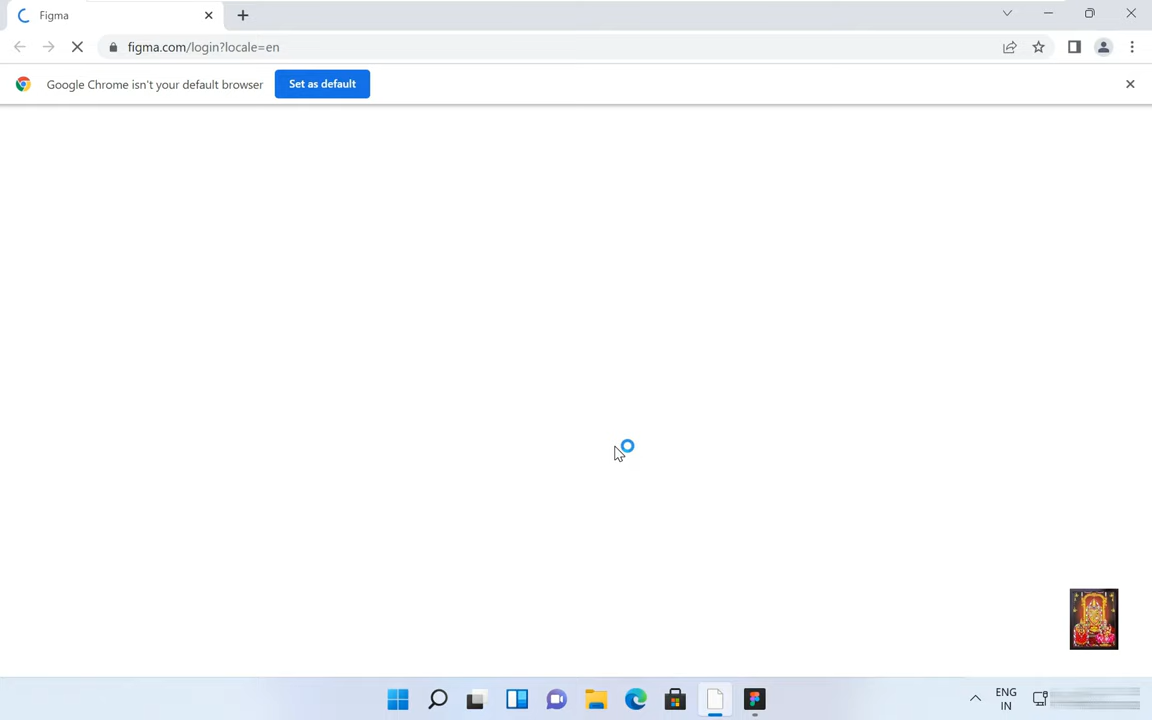 Figma
figma.com/login?locale=en
Google Chrome isn't your default browser
Set as default
ENG
IN